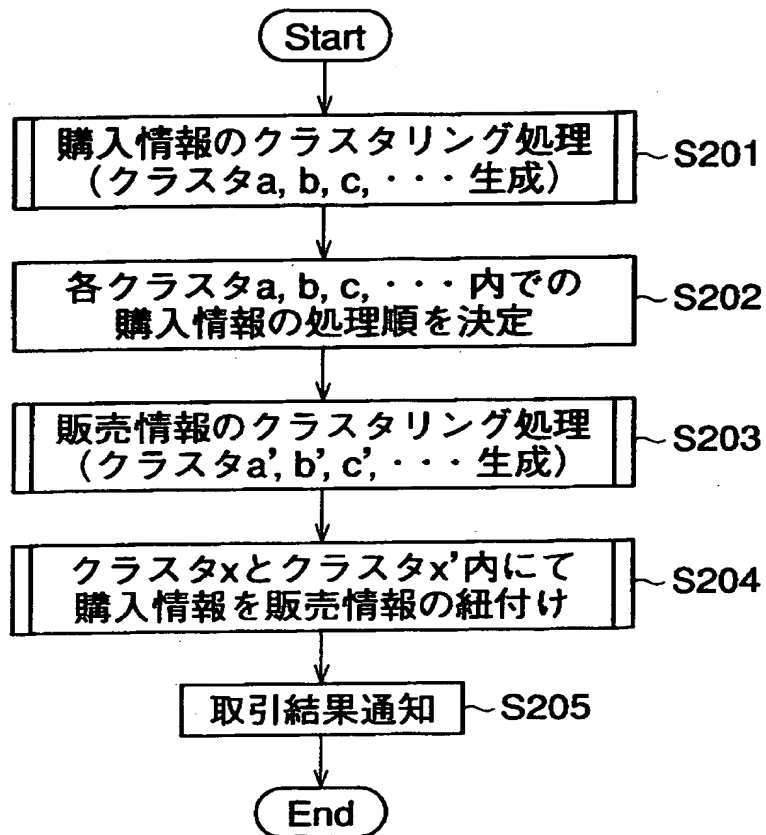 Start
購入情報のクラスタリング処理
(クラスタa, b, c, ・・・生成)
S201
各クラスタa, b, c, ・・・内での
購入情報の処理順を決定
S202
販売情報のクラスタリング処理
(クラスタa', b', c', ・・・生成)
S203
クラスタxとクラスタx'内にて
購入情報を販売情報の紐付け
S204
取引結果通知
S205
End